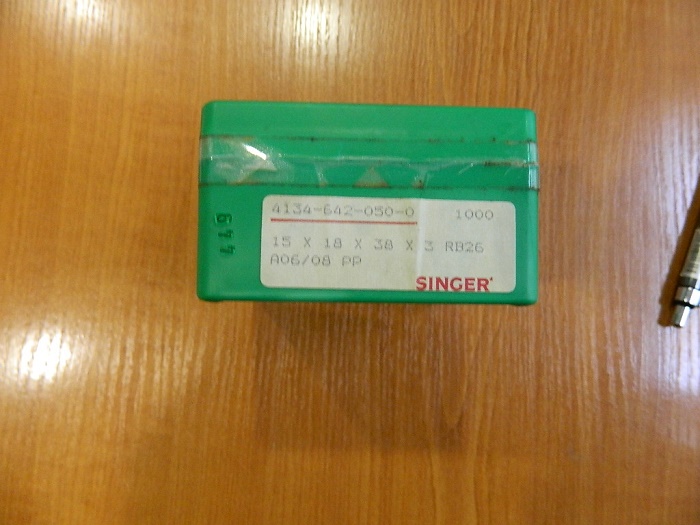 4134-642-050-0 1000
15 X 18 X 38 X 3 RB26
A06/08 PP
SINGER
449